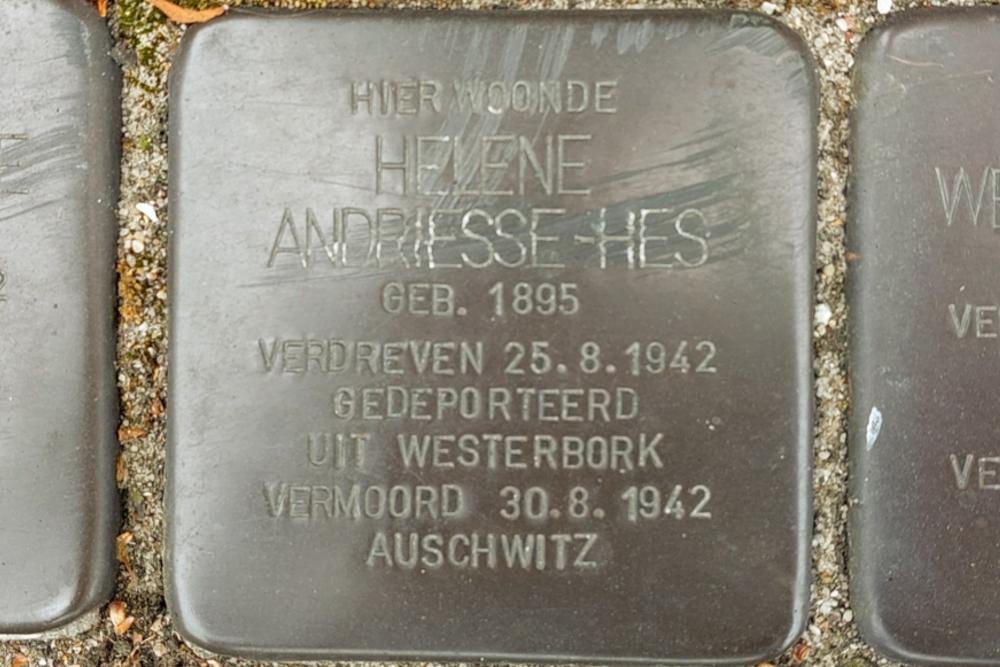 HIER WOONDE
HELENE
ANDRIESSE-HES
GEB. 1895
VERDREVEN 25.8.1942
GEDEPORTEERD
UIT WESTERBORK
VERMOORD 30.8.1942
AUSCHWITZ